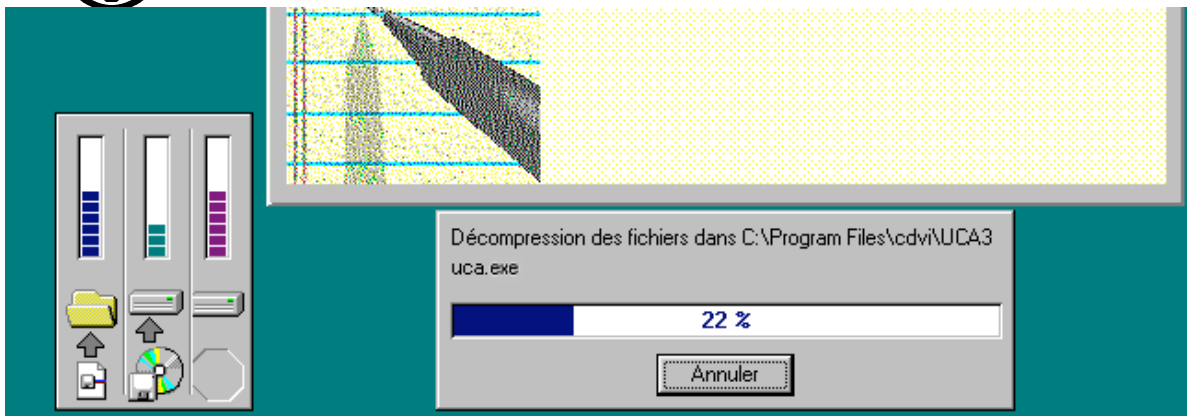 Décompression des fichiers dans C:\Program Files\cdvi\UCA3
uca.exe
22 %
Annuler